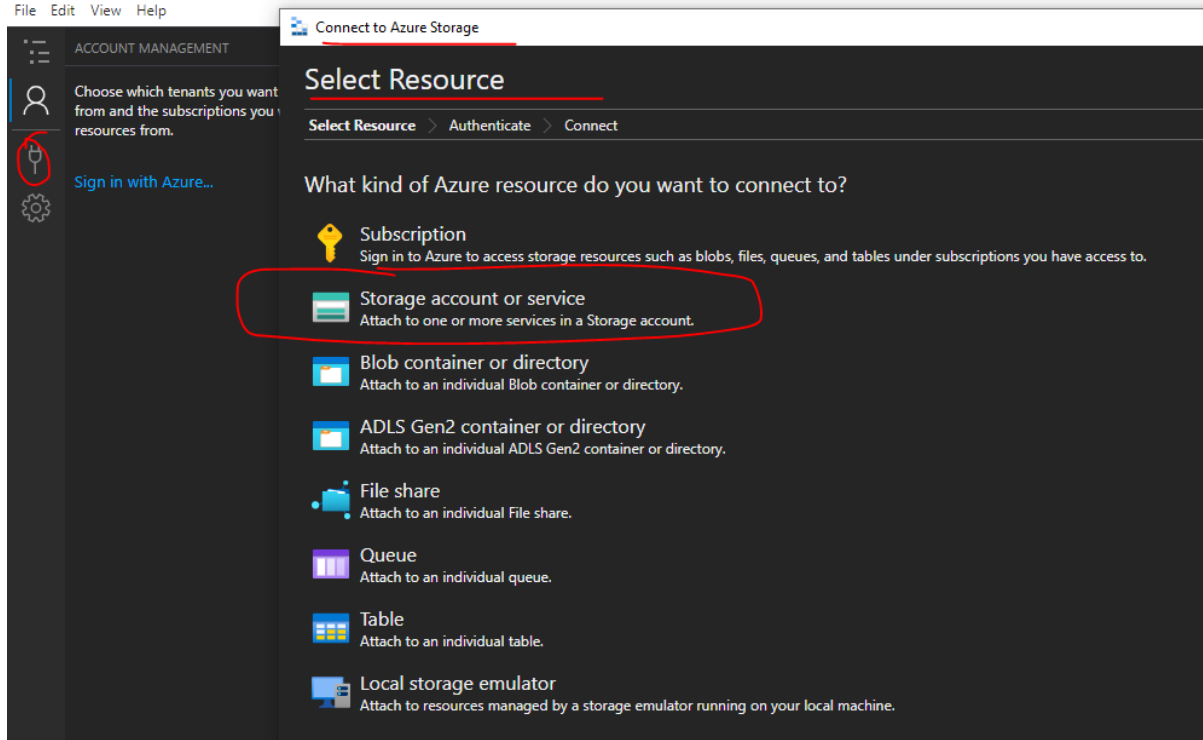 File Edit View Help
Connect to Azure Storage
ACCOUNT MANAGEMENT
Choose which tenants you want
from and the subscriptions you
resources from.
Sign in with Azure...
Select Resource
Select Resource > Authenticate > Connect
What kind of Azure resource do you want to connect to?
Subscription
Sign in to Azure to access storage resources such as blobs, files, queues, and tables under subscriptions you have access to.
Storage account or service
Attach to one or more services in a Storage account.
Blob container or directory
Attach to an individual Blob container or directory.
ADLS Gen2 container or directory
Attach to an individual ADLS Gen2 container or directory.
File share
Attach to an individual File share.
Queue
Attach to an individual queue.
Table
Attach to an individual table.
Local storage emulator
Attach to resources managed by a storage emulator running on your local machine.